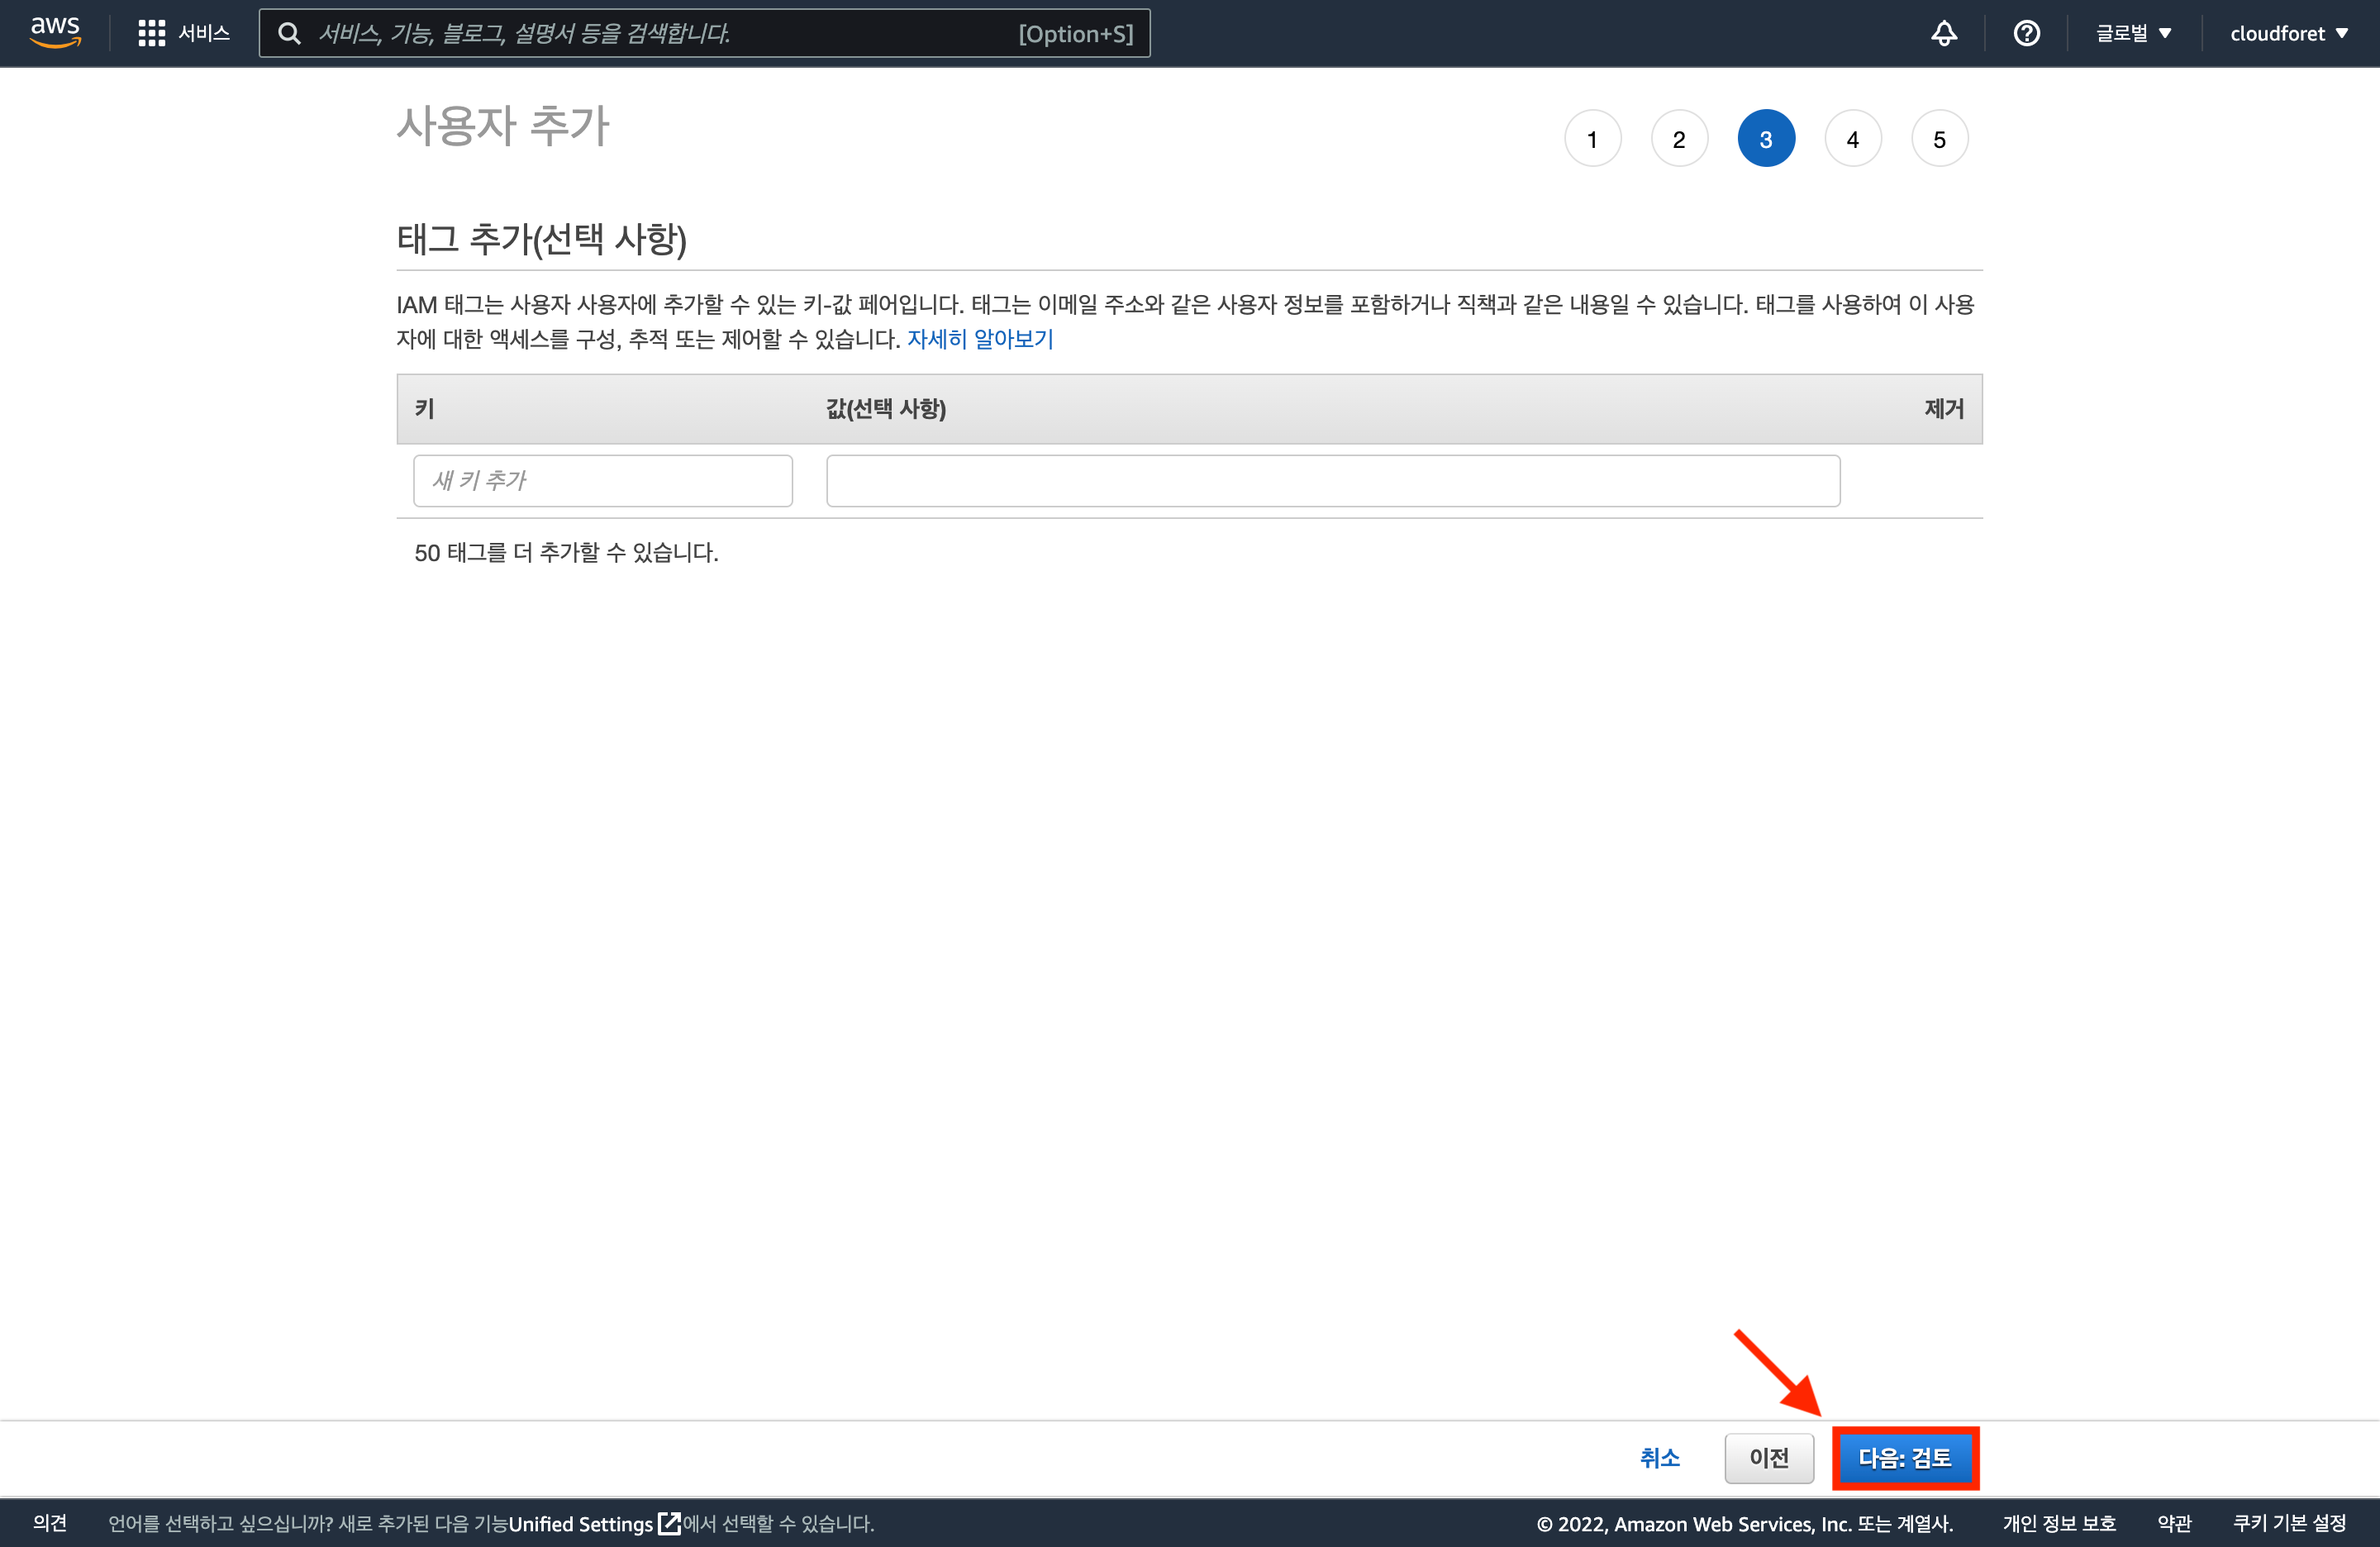 aws
서비스
서비스, 기능, 블로그, 설명서 등을 검색합니다.
[Option+S]
글로벌 ▼
cloudforet ▼
사용자 추가
1 2 3 4 5
태그 추가(선택 사항)
IAM 태그는 사용자 사용자에 추가할 수 있는 키-값 페어입니다. 태그는 이메일 주소와 같은 사용자 정보를 포함하거나 직책과 같은 내용일 수 있습니다. 태그를 사용하여 이 사용
자에 대한 액세스를 구성, 추적 또는 제어할 수 있습니다. 자세히 알아보기
키 값(선택 사항) 제거
새 키 추가
50 태그를 더 추가할 수 있습니다.
취소 이전 다음: 검토
의견 언어를 선택하고 싶으십니까? 새로 추가된 다음 기능Unified Settings에서 선택할 수 있습니다. © 2022, Amazon Web Services, Inc. 또는 계열사. 개인 정보 보호 약관 쿠키 기본 설정